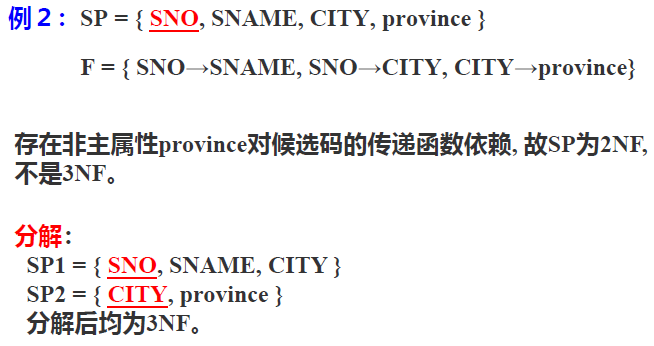 例２：SP = { SNO, SNAME, CITY, province }
F = { SNO→SNAME, SNO→CITY, CITY→province}
存在非主属性province对候选码的传递函数依赖, 故SP为2NF,
不是3NF。
分解：
SP1 = { SNO, SNAME, CITY }
SP2 = { CITY, province }
分解后均为3NF。